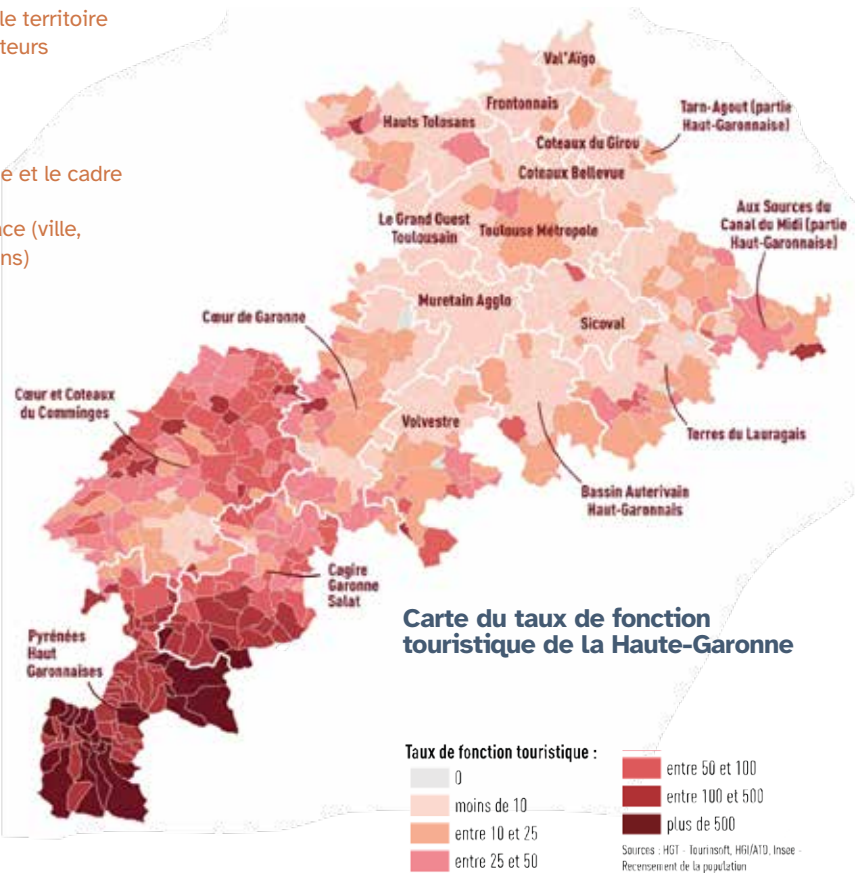 le territoire
teurs
e et le cadre
ce (ville,
ns)
Val'Aïgo
Frontonnais
Hauts Tolosans
Tarn-Agout (partie
Haut-Garonnaise)
Coteaux du Girou
Coteaux Bellevue
Le Grand Ouest
Toulousain
Toulouse Métropole
Aux Sources du
Canal du Midi (partie
Haut-Garonnaise)
Muretain Agglo
Cœur de Garonne
Sicoval
Cœur et Coteaux
du Comminges
Volvestre
Terres du Lauragais
Bassin Auterivain
Haut-Garonnais
Cagire
Garonne
Salat
Pyrénées
Haut
Garonnaises
Carte du taux de fonction
touristique de la Haute-Garonne
Taux de fonction touristique :
0
moins de 10
entre 10 et 25
entre 25 et 50
entre 50 et 100
entre 100 et 500
plus de 500
Sources : HGT - Tourinsoft, HGI/ATD, Insee -
Recensement de la population